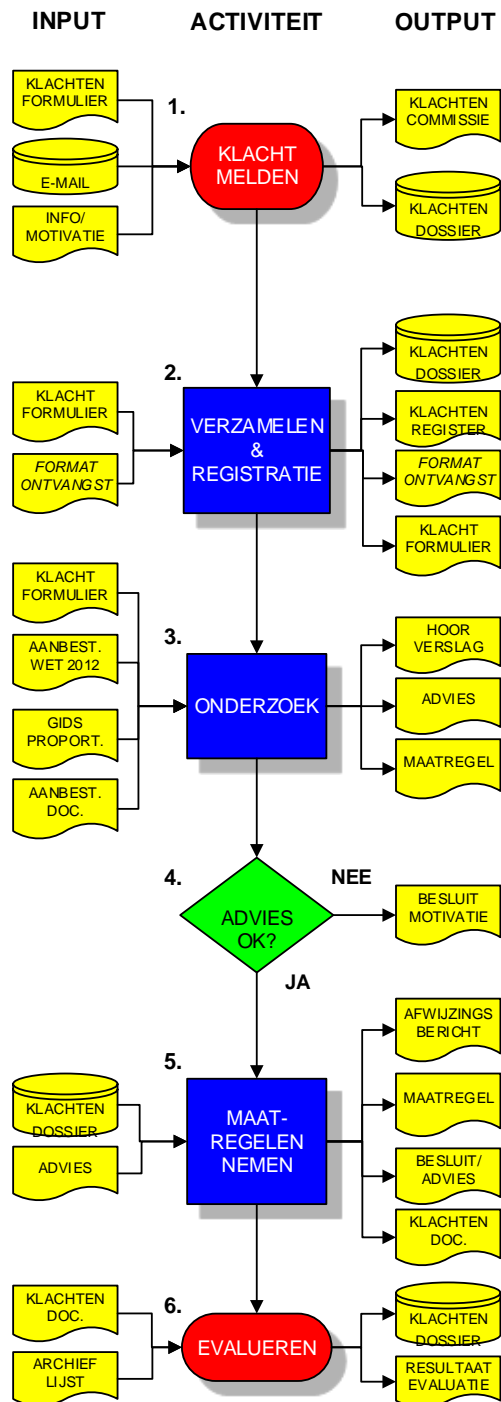 INPUT
ACTIVITEIT
OUTPUT
KLACHTEN
FORMULIER
E-MAIL
INFO/
MOTIVATIE
1.
KLACHT
MELDEN
KLACHTEN
COMMISSIE
KLACHTEN
DOSSIER
KLACHT
FORMULIER
FORMAT
ONTVANGST
2.
VERZAMELEN
&
REGISTRATIE
KLACHTEN
DOSSIER
KLACHTEN
REGISTER
FORMAT
ONTVANGST
KLACHT
FORMULIER
KLACHT
FORMULIER
AANBEST.
WET 2012
GIDS
PROPORT.
AANBEST.
DOC.
3.
ONDERZOEK
HOOR
VERSLAG
ADVIES
MAATREGEL
4.
ADVIES
OK?
NEE
JA
BESLUIT
MOTIVATIE
KLACHTEN
DOSSIER
ADVIES
5.
MAAT-
REGELEN
NEMEN
AFWIJZINGS
BERICHT
MAATREGEL
BESLUIT/
ADVIES
KLACHTEN
DOC.
KLACHTEN
DOC.
ARCHIEF
LIJST
6.
EVALUEREN
KLACHTEN
DOSSIER
RESULTAAT
EVALUATIE